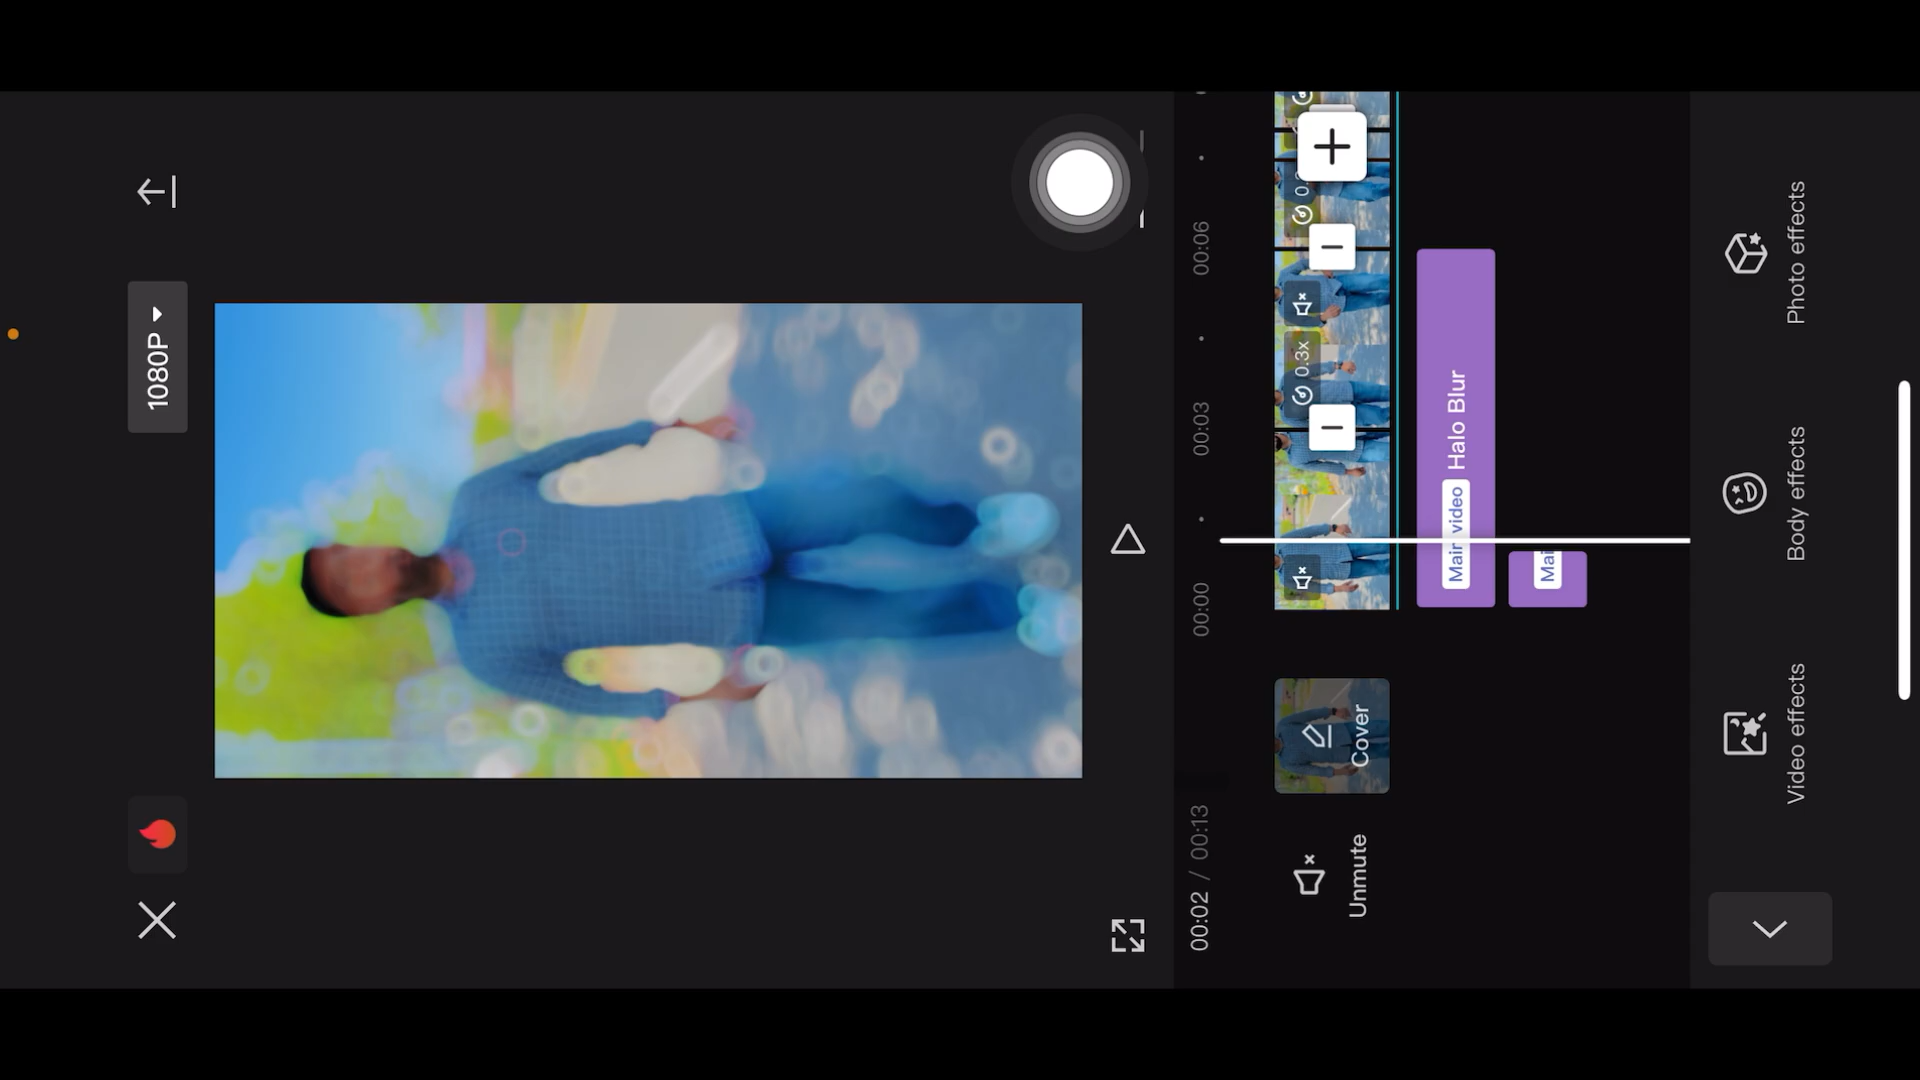 1080P
00:02 / 00:13
00:00
00:03
00:06
Unmute
Cover
0.3x
Main video
Halo Blur
Mai
Video effects
Body effects
Photo effects